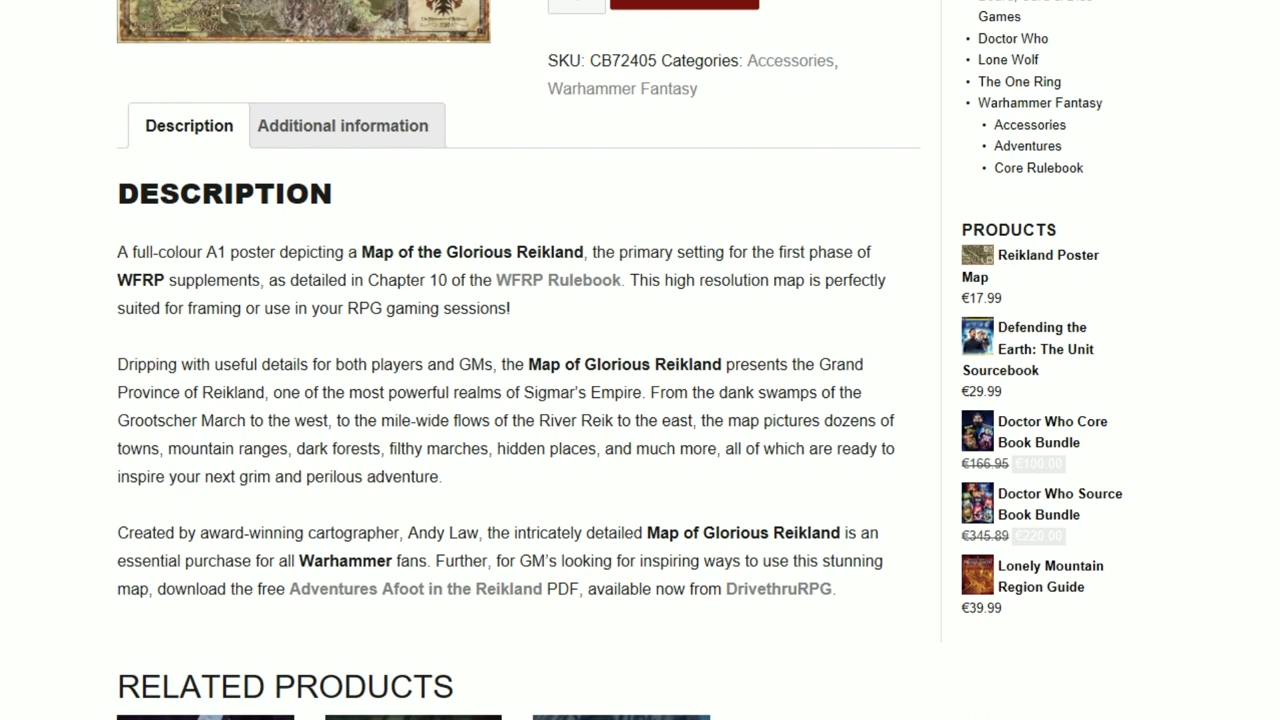 SKU: CB72405 Categories: Accessories,
Warhammer Fantasy
Description
Additional information
DESCRIPTION
A full-colour A1 poster depicting a Map of the Glorious Reikland, the primary setting for the first phase of
WFRP supplements, as detailed in Chapter 10 of the WFRP Rulebook. This high resolution map is perfectly
suited for framing or use in your RPG gaming sessions!
Dripping with useful details for both players and GMs, the Map of Glorious Reikland presents the Grand
Province of Reikland, one of the most powerful realms of Sigmar's Empire. From the dank swamps of the
Grootscher March to the west, to the mile-wide flows of the River Reik to the east, the map pictures dozens of
towns, mountain ranges, dark forests, filthy marches, hidden places, and much more, all of which are ready to
inspire your next grim and perilous adventure.
Created by award-winning cartographer, Andy Law, the intricately detailed Map of Glorious Reikland is an
essential purchase for all Warhammer fans. Further, for GM's looking for inspiring ways to use this stunning
map, download the free Adventures Afoot in the Reikland PDF, available now from DrivethruRPG.
RELATED PRODUCTS
Games
• Doctor Who
• Lone Wolf
• The One Ring
• Warhammer Fantasy
• Accessories
• Adventures
• Core Rulebook
PRODUCTS
Reikland Poster
Map
€17.99
Defending the
Earth: The Unit
Sourcebook
€29.99
Doctor Who Core
Book Bundle
€166.95 €100.00
Doctor Who Source
Book Bundle
€345.89 €220.00
Lonely Mountain
Region Guide
€39.99